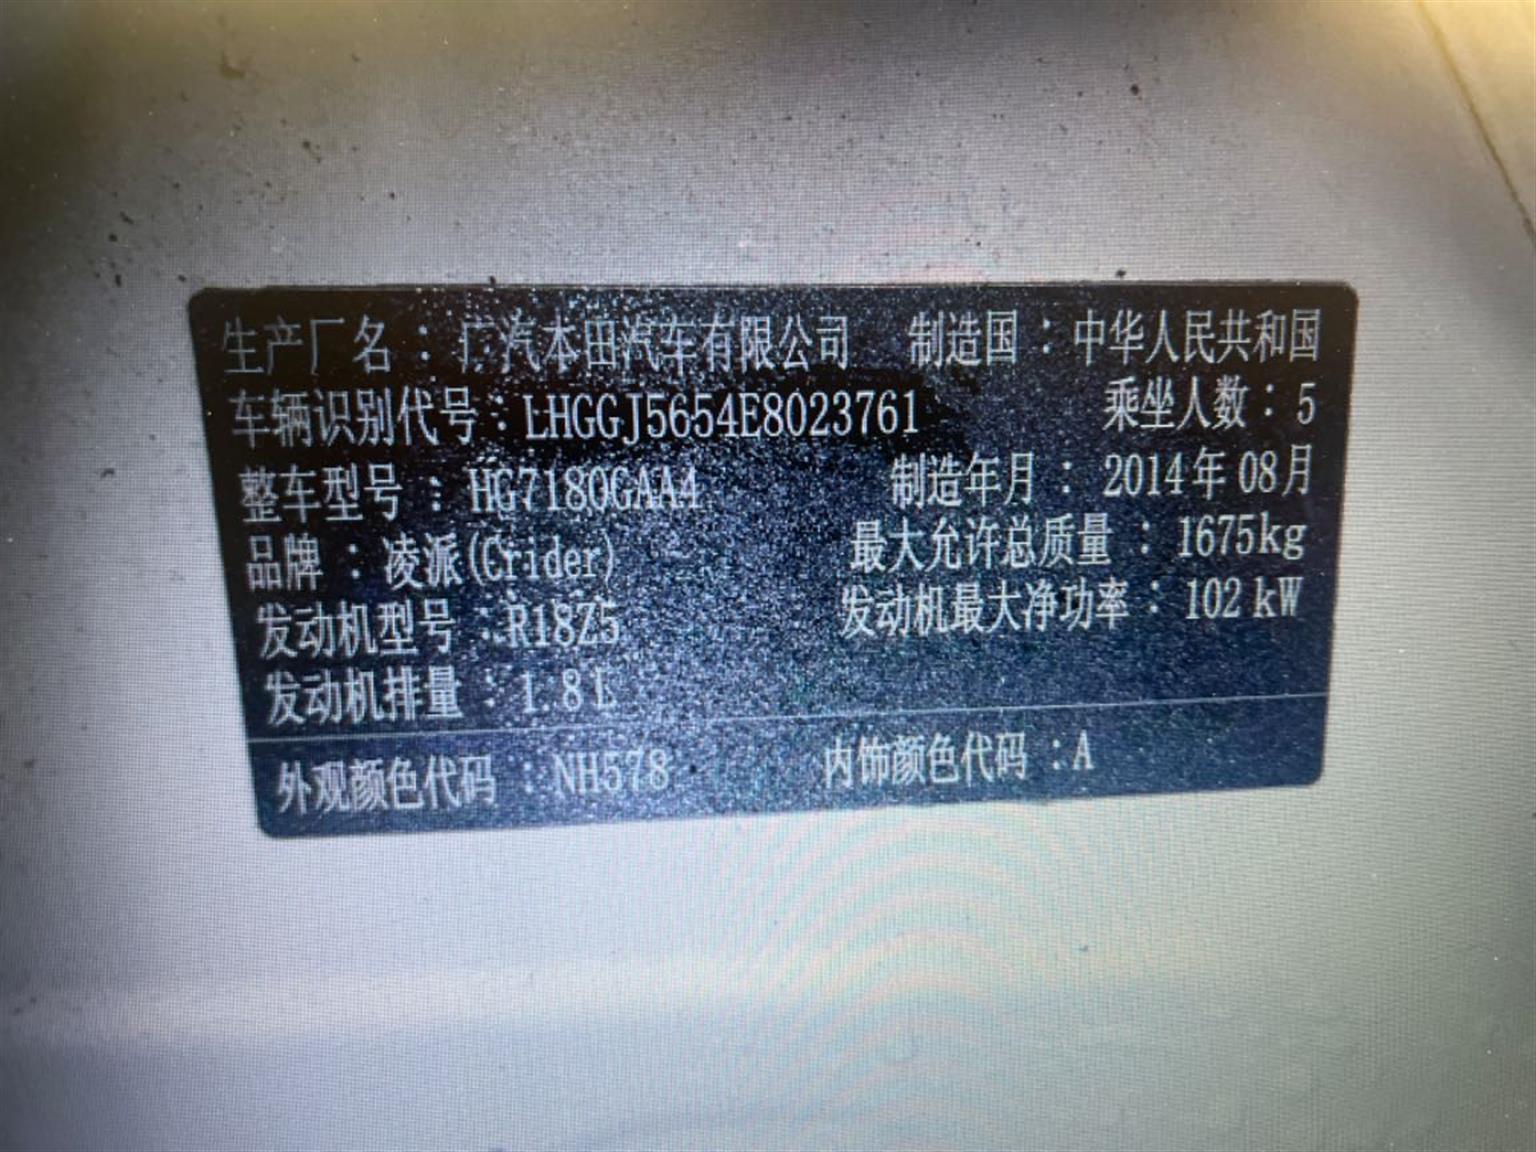 生产厂名：广汽本田汽车有限公司 制造国：中华人民共和国
车辆识别代号：LHGGJ5654E8023761 乘坐人数：5
整车型号：HG7180GAA4 制造年月：2014年08月
品牌：凌派(Crider) 最大允许总质量：1675kg
发动机型号：R18Z5 发动机最大净功率：102 kW
发动机排量：1.8L
外观颜色代码：NH578 内饰颜色代码：A